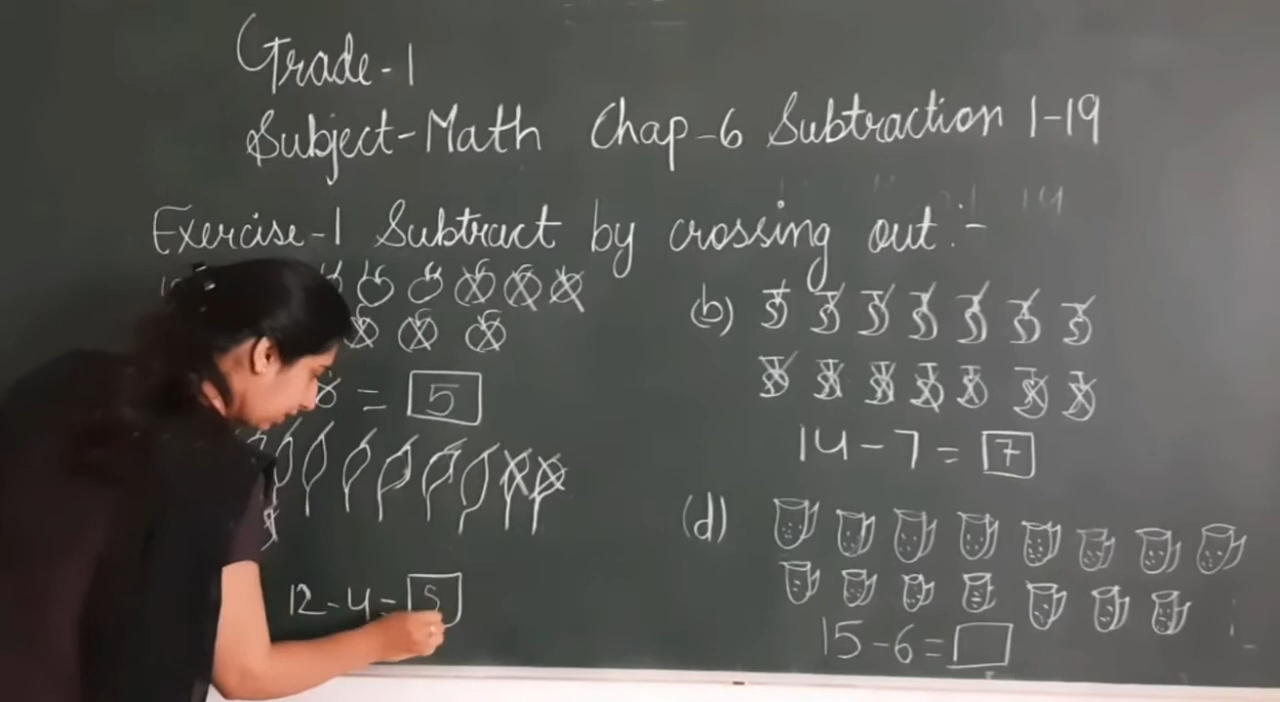 Grade-1
Subject-Math Chap-6 Subtraction 1-19
Exercise-1 Subtract by crossing out:-
(b)
8 = 5
14-7= 7
(d)
12-4=
15-6=